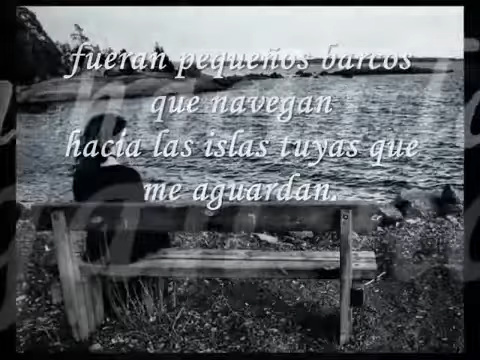 fueran pequeños barcos
que navegan
hacia las islas tuyas que
me aguardan.